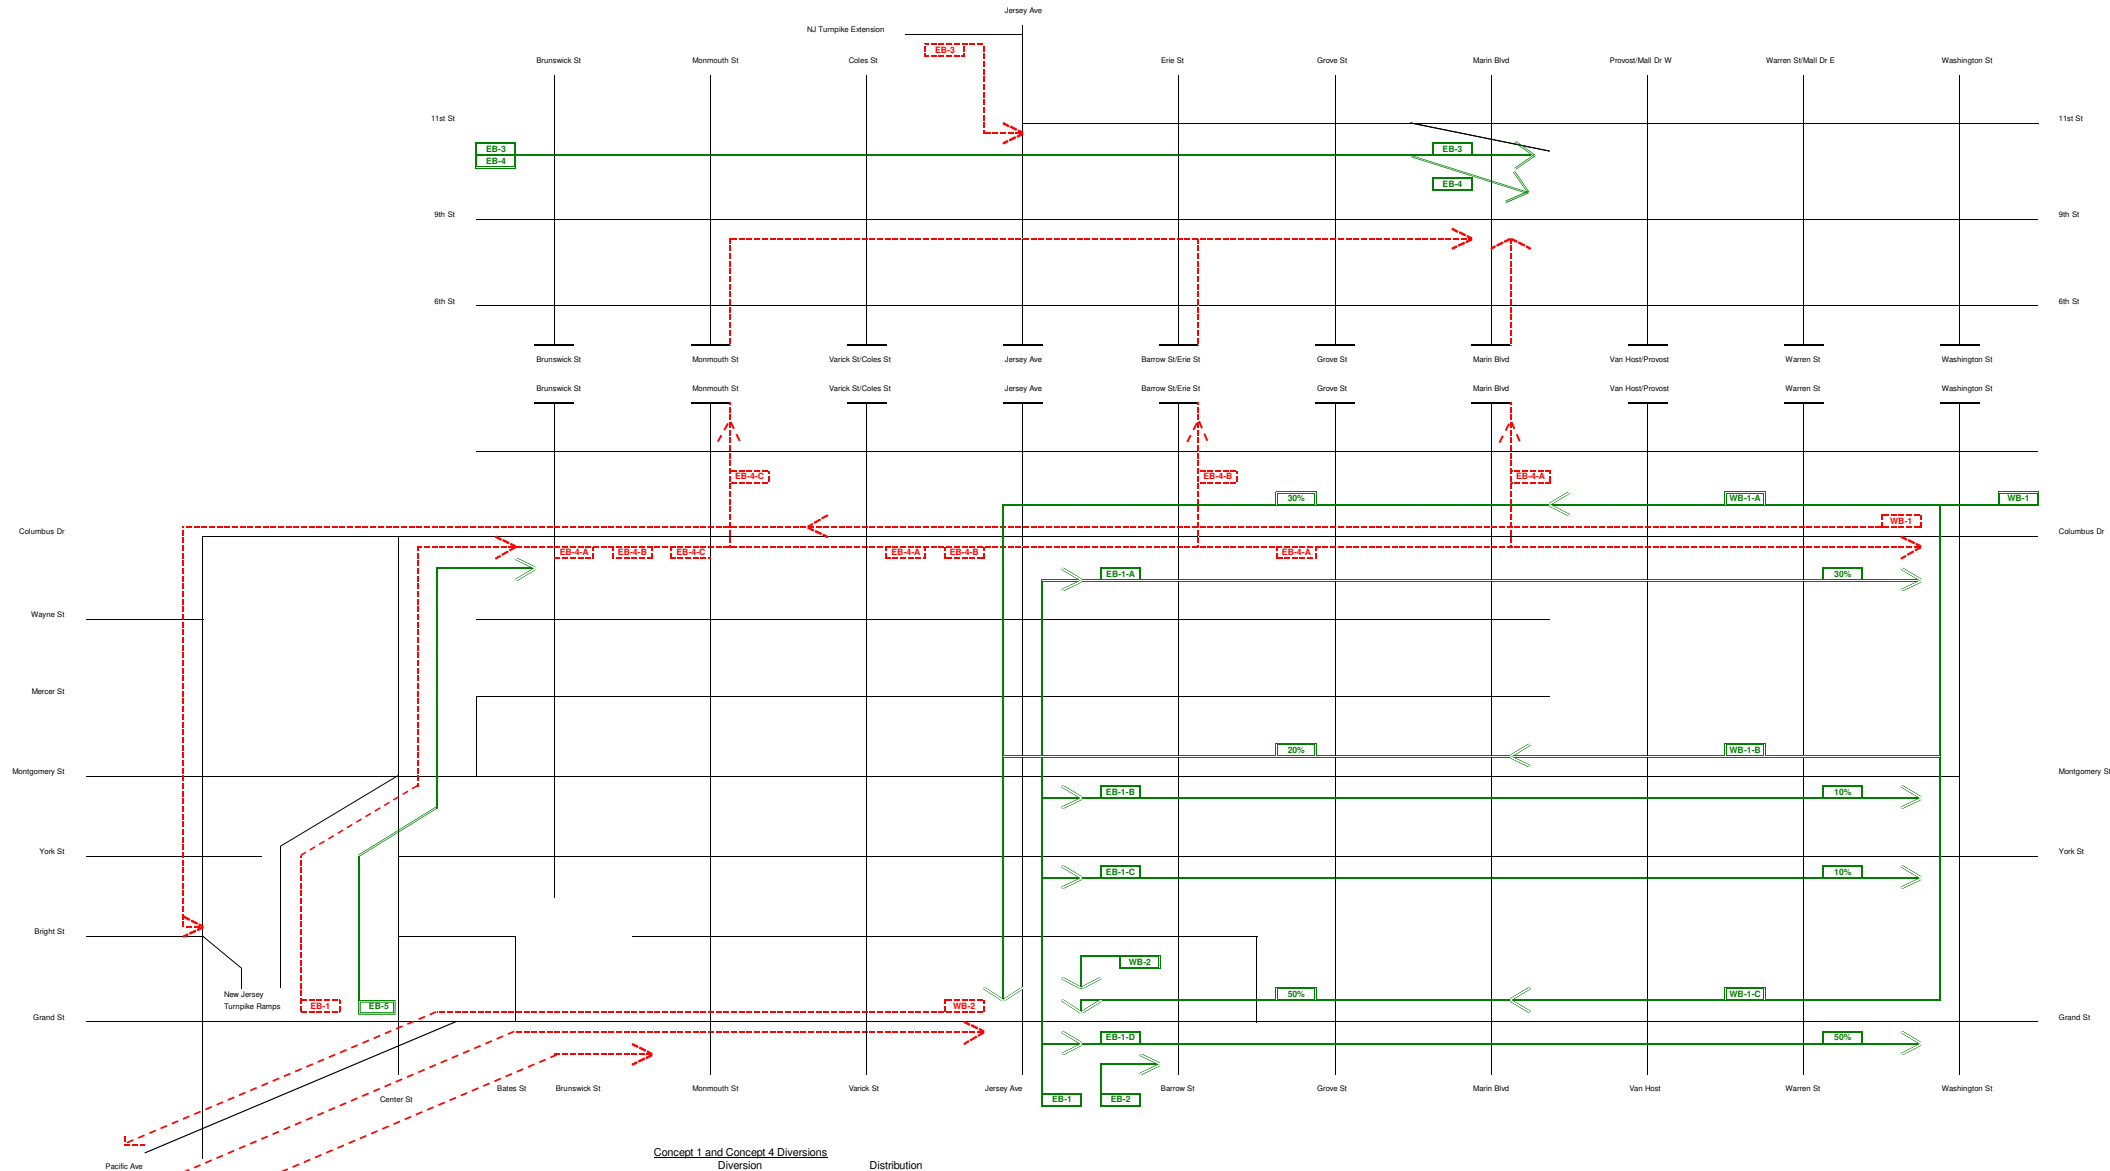 Jersey Ave
NJ Turnpike Extension
EB-3
Brunswick St Monmouth St Coles St Erie St Grove St Marin Blvd Provost/Mall Dr W Warren St/Mall Dr E Washington St
11st St 11st St
EB-3 EB-3
EB-4
EB-4
9th St 9th St
6th St 6th St
Brunswick St Monmouth St Varick St/Coles St Jersey Ave Barrow St/Erie St Grove St Marin Blvd Van Host/Provost Warren St Washington St
Brunswick St Monmouth St Varick St/Coles St Jersey Ave Barrow St/Erie St Grove St Marin Blvd Van Host/Provost Warren St Washington St
EB-4-C EB-4-B EB-4-A
30% WB-1-A WB-1
WB-1
Columbus Dr Columbus Dr
EB-4-A EB-4-B EB-4-C EB-4-A EB-4-B EB-4-A
EB-1-A 30%
Wayne St
Mercer St
20% WB-1-B
Montgomery St Montgomery St
EB-1-B 10%
York St York St
EB-1-C 10%
Bright St
WB-2
New Jersey 50% WB-1-C
Turnpike Ramps EB-1 EB-5 WB-2
Grand St Grand St
EB-1-D 50%
Bates St Brunswick St Monmouth St Varick St Jersey Ave Barrow St Grove St Marin Blvd Van Host Warren St Washington St
Center St EB-1 EB-2
Concept 1 and Concept 4 Diversions
Pacific Ave Diversion Distribution